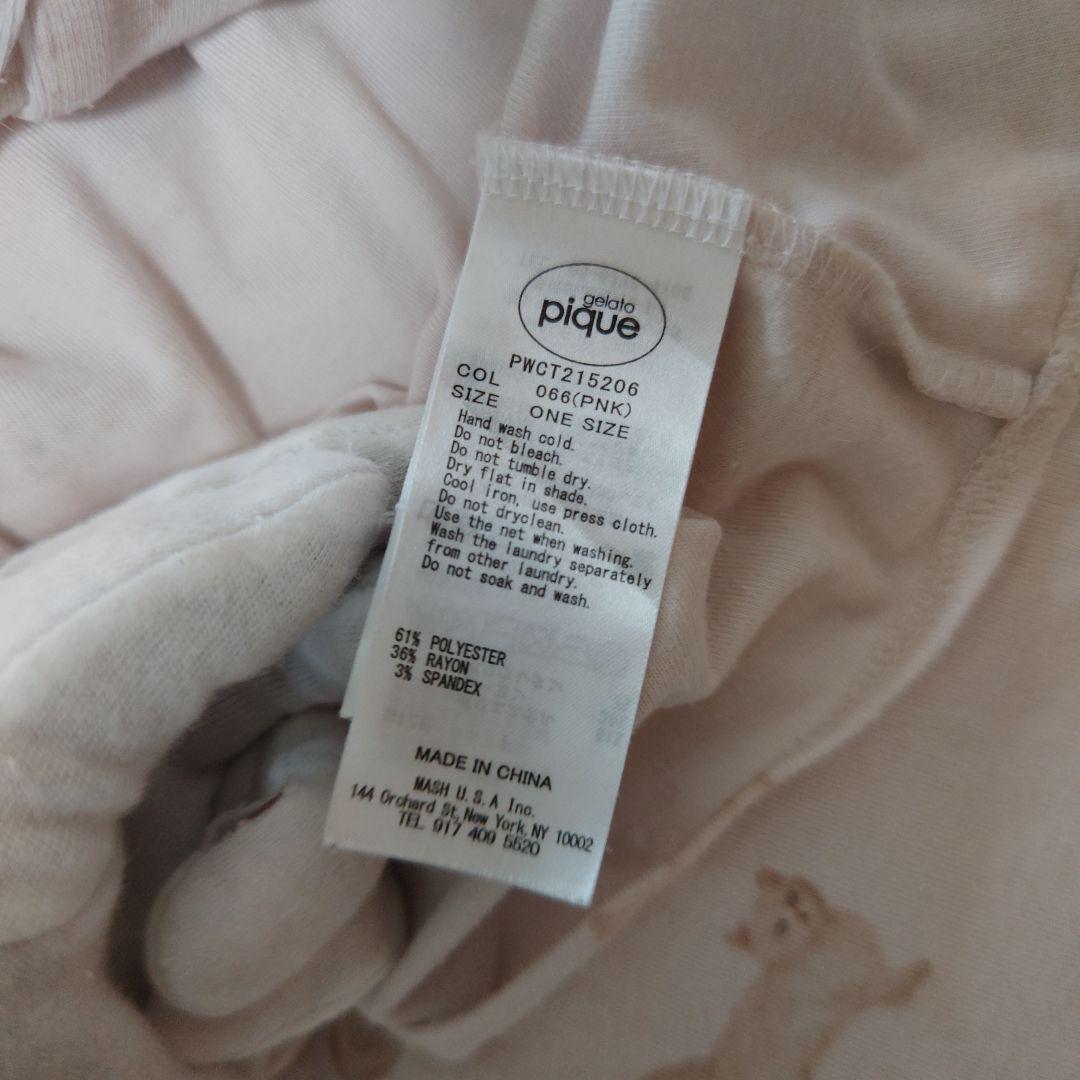 gelato
pique
PWCT215206
COL 066(PNK)
SIZE ONE SIZE
Hand wash cold.
Do not bleach.
Do not tumble dry.
Dry flat in shade.
Cool iron, use press cloth.
Do not dryclean.
Use the net when washing.
Wash the laundry separately
from other laundry.
Do not soak and wash.
61% POLYESTER
36% RAYON
3% SPANDEX
MADE IN CHINA
MASH U.S.A Inc.
144 Orchard St, New York, NY 10002
TEL 917 409 5520